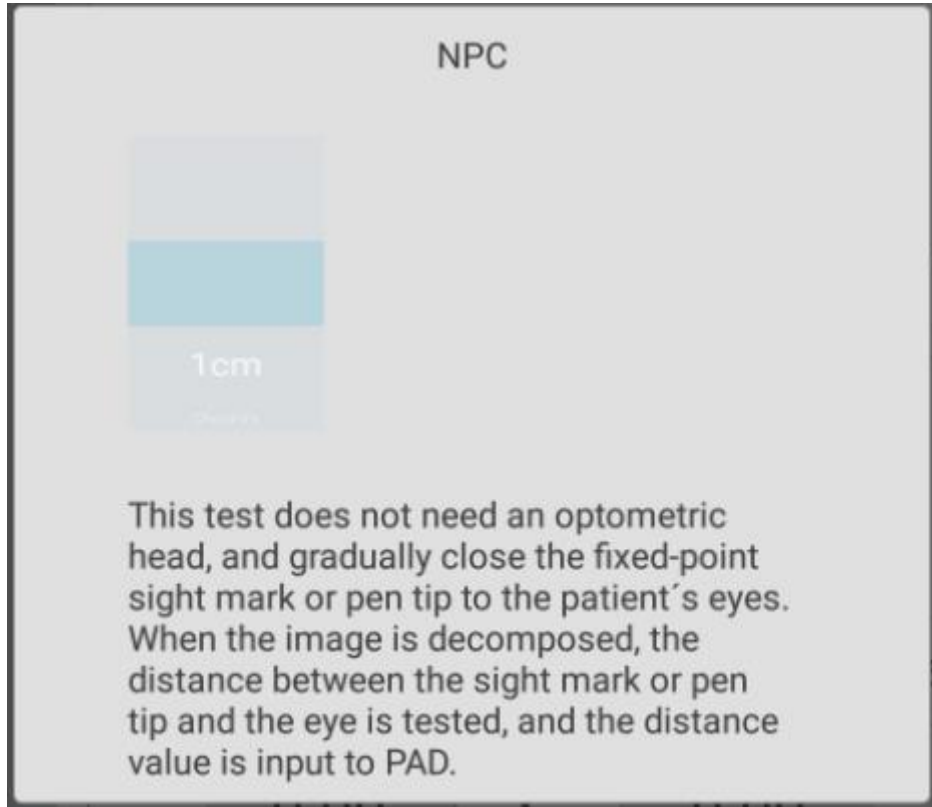 NPC
1cm
This test does not need an optometric
head, and gradually close the fixed-point
sight mark or pen tip to the patient´s eyes.
When the image is decomposed, the
distance between the sight mark or pen
tip and the eye is tested, and the distance
value is input to PAD.